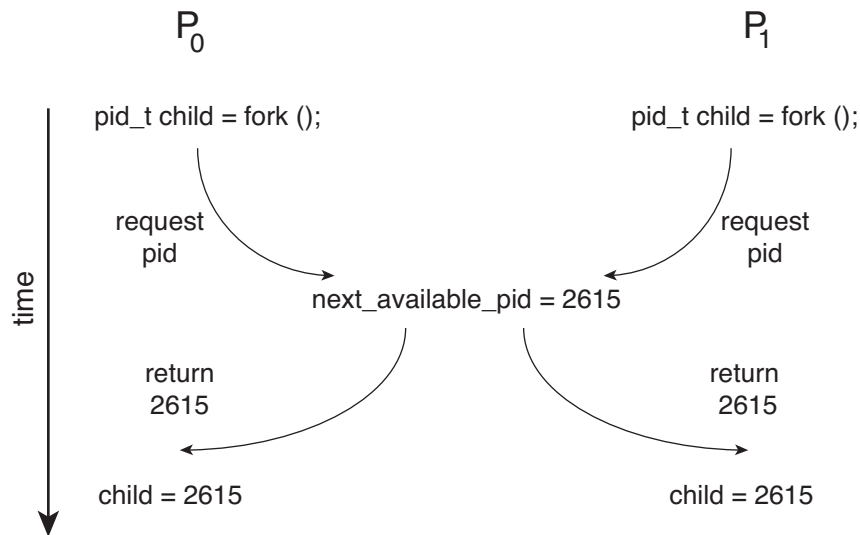 P0
P1
pid_t child = fork ();
pid_t child = fork ();
request
pid
request
pid
time
next_available_pid = 2615
return
2615
return
2615
child = 2615
child = 2615